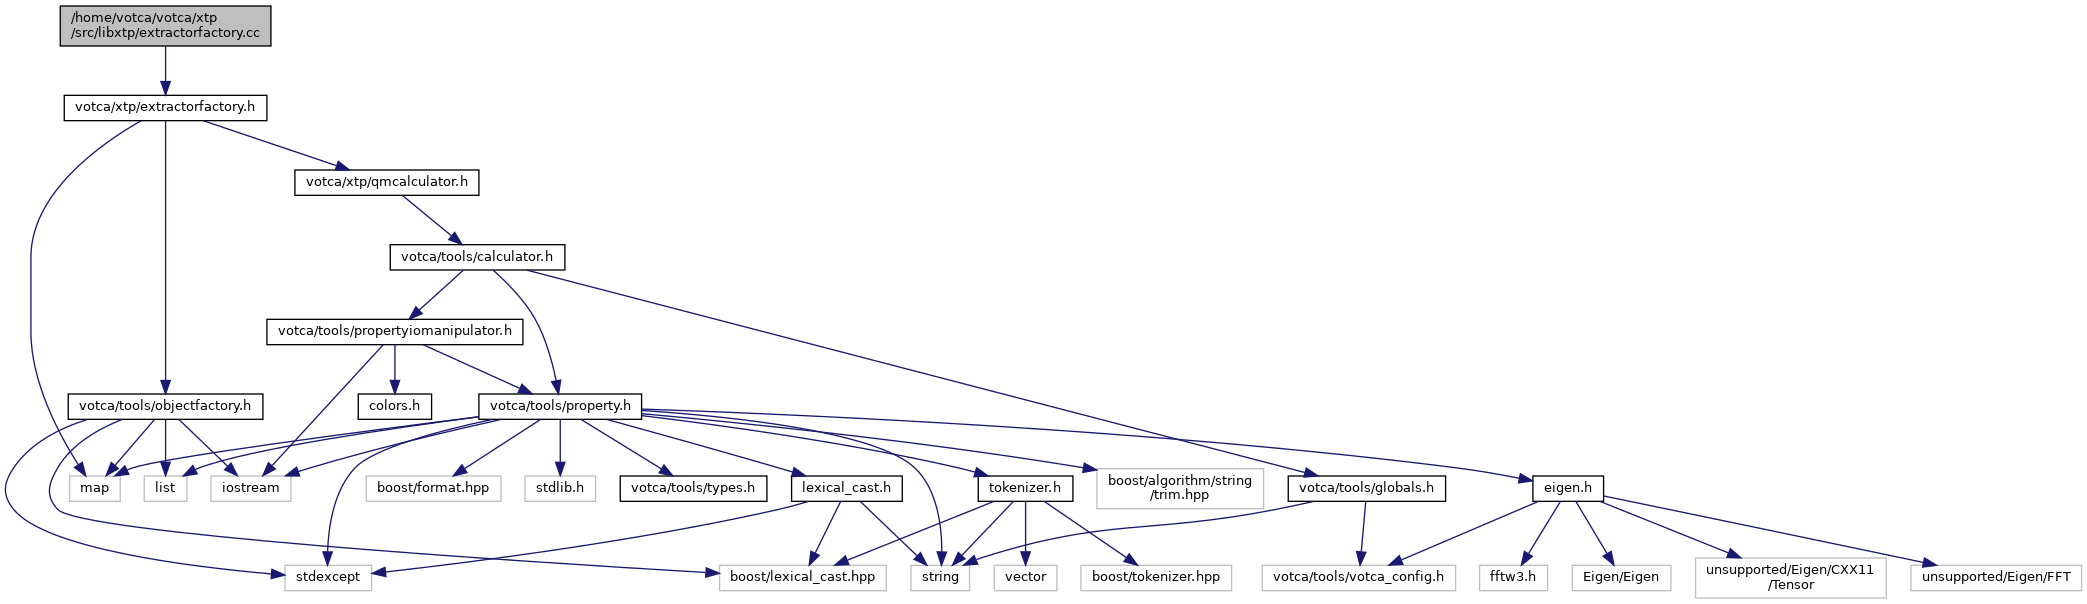 /home/votca/votca/xtp
/src/libxtp/extractorfactory.cc
votca/xtp/extractorfactory.h
votca/xtp/qmcalculator.h
votca/tools/calculator.h
votca/tools/propertyiomanipulator.h
votca/tools/objectfactory.h
colors.h
votca/tools/property.h
map
list
iostream
boost/format.hpp
stdlib.h
votca/tools/types.h
lexical_cast.h
tokenizer.h
boost/algorithm/string
/trim.hpp
votca/tools/globals.h
eigen.h
stdexcept
boost/lexical_cast.hpp
string
vector
boost/tokenizer.hpp
votca/tools/votca_config.h
fftw3.h
Eigen/Eigen
unsupported/Eigen/CXX11
/Tensor
unsupported/Eigen/FFT